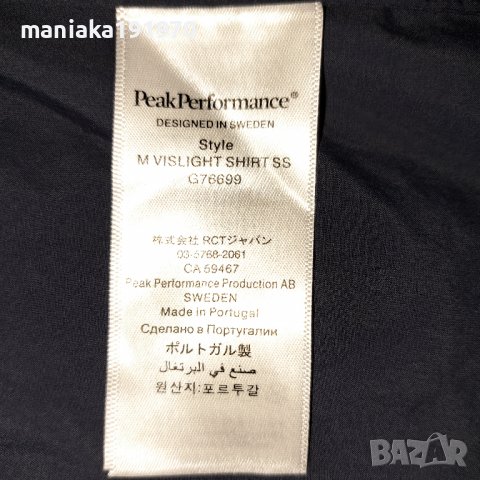 maniaka191970
PeakPerformance®
DESIGNED IN SWEDEN
Style
M VISLIGHT SHIRT SS
G76699
株式会社 RCTジャパン
03-5768-2061
CA 59467
Peak Performance Production AB
SWEDEN
Made in Portugal
Сделано в Португалии
ポルトガル製
صنع في البرتغال
원산지:포르투갈
BAZAR